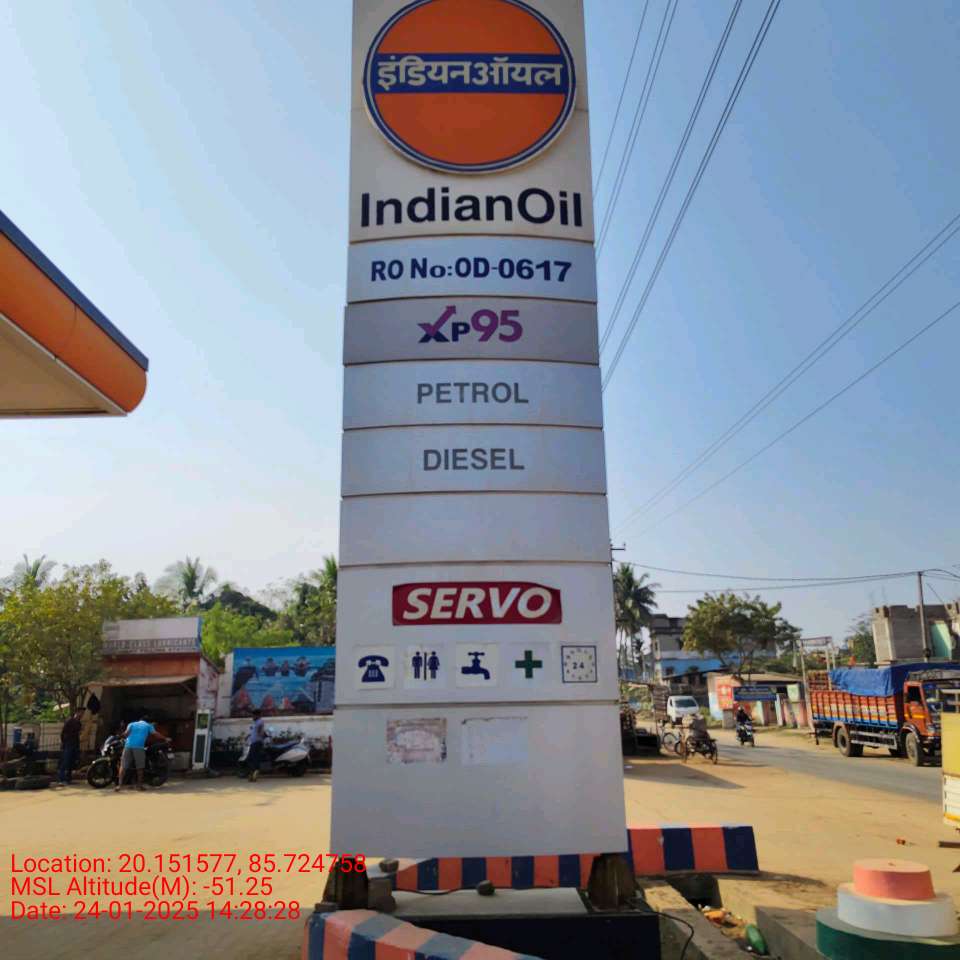 इंडियनऑयल
IndianOil
RO No:OD-0617
XP95
PETROL
DIESEL
SERVO
24
Location: 20.151577, 85.724758
MSL Altitude(M): -51.25
Date: 24-01-2025 14:28:28